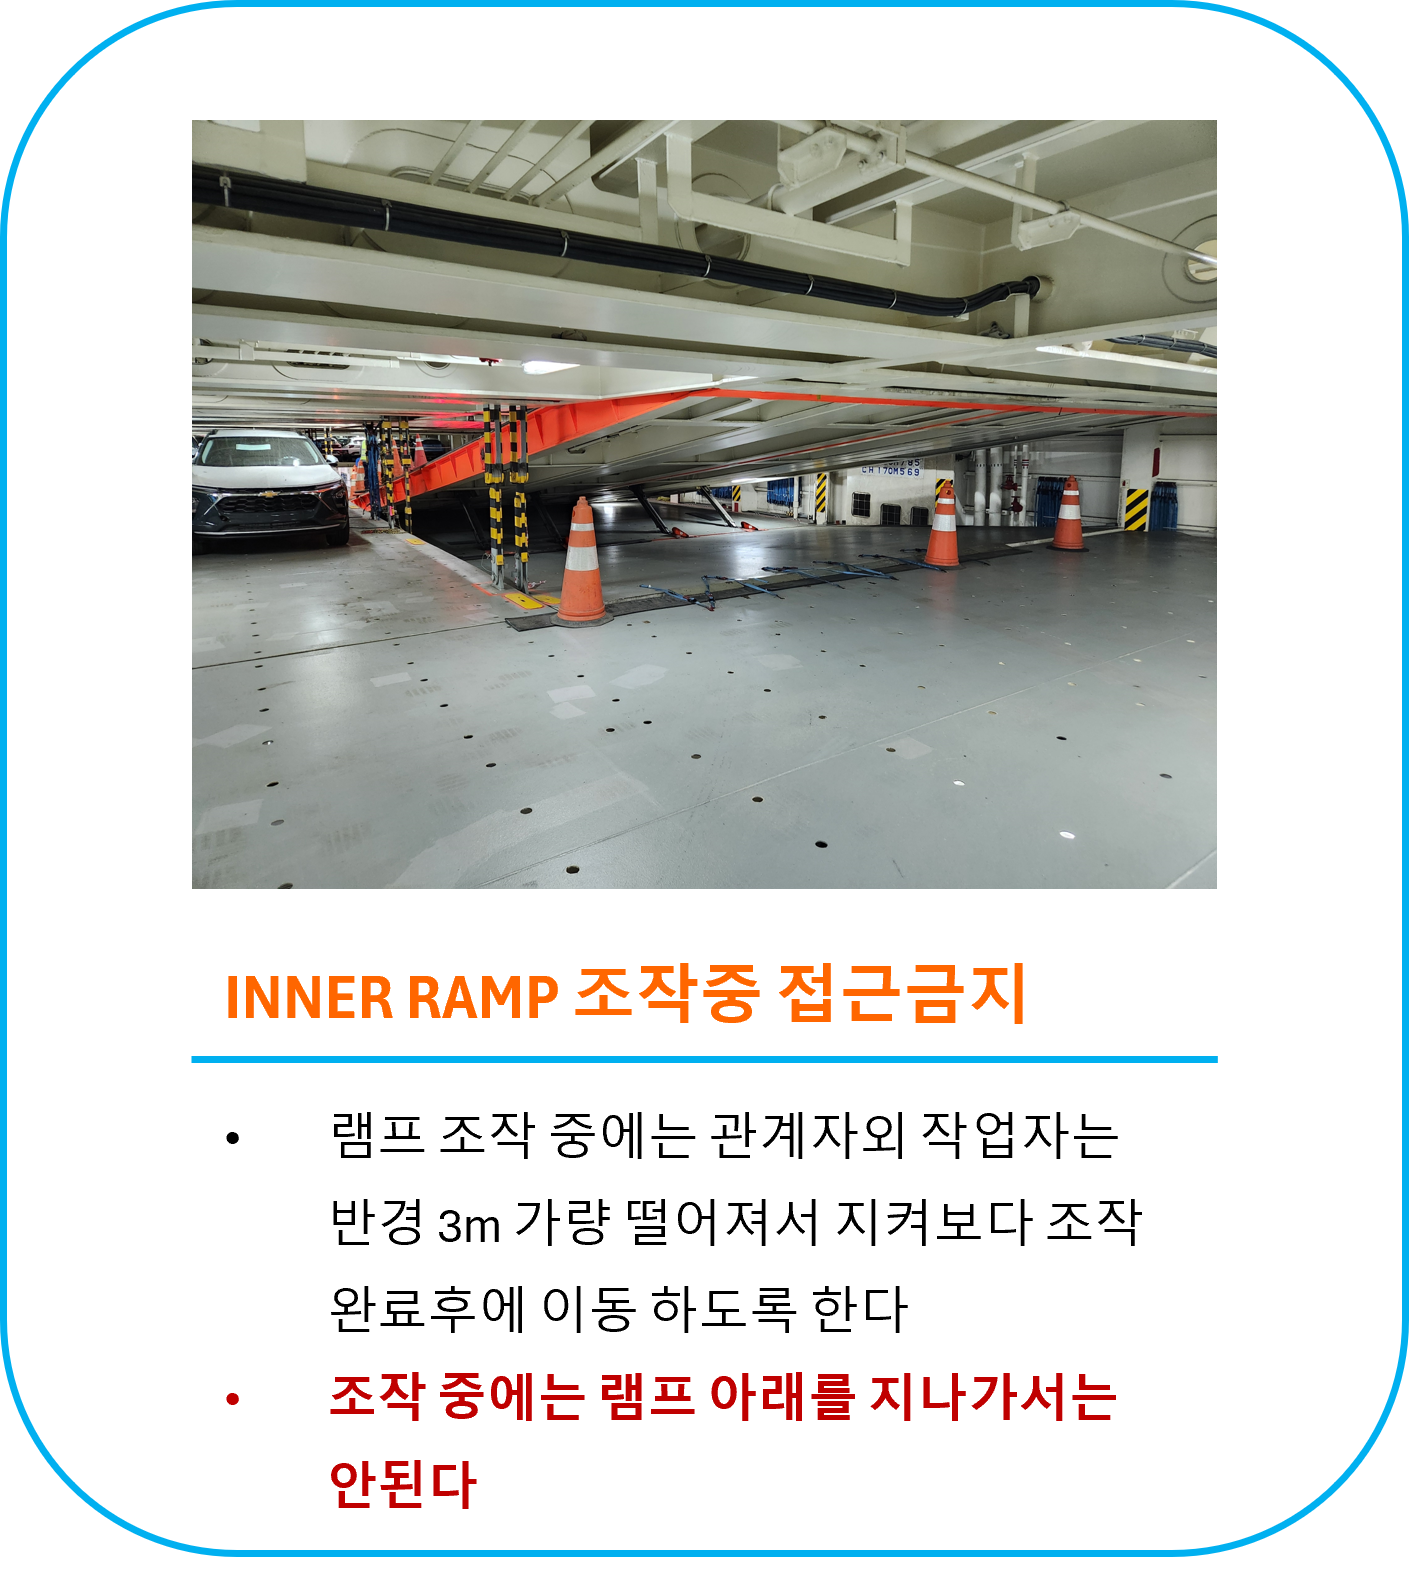 CH170M569
INNER RAMP 조작중 접근금지
• 램프 조작 중에는 관계자외 작업자는
반경 3m 가량 떨어져서 지켜보다 조작
완료후에 이동 하도록 한다
• 조작 중에는 램프 아래를 지나가서는
안된다